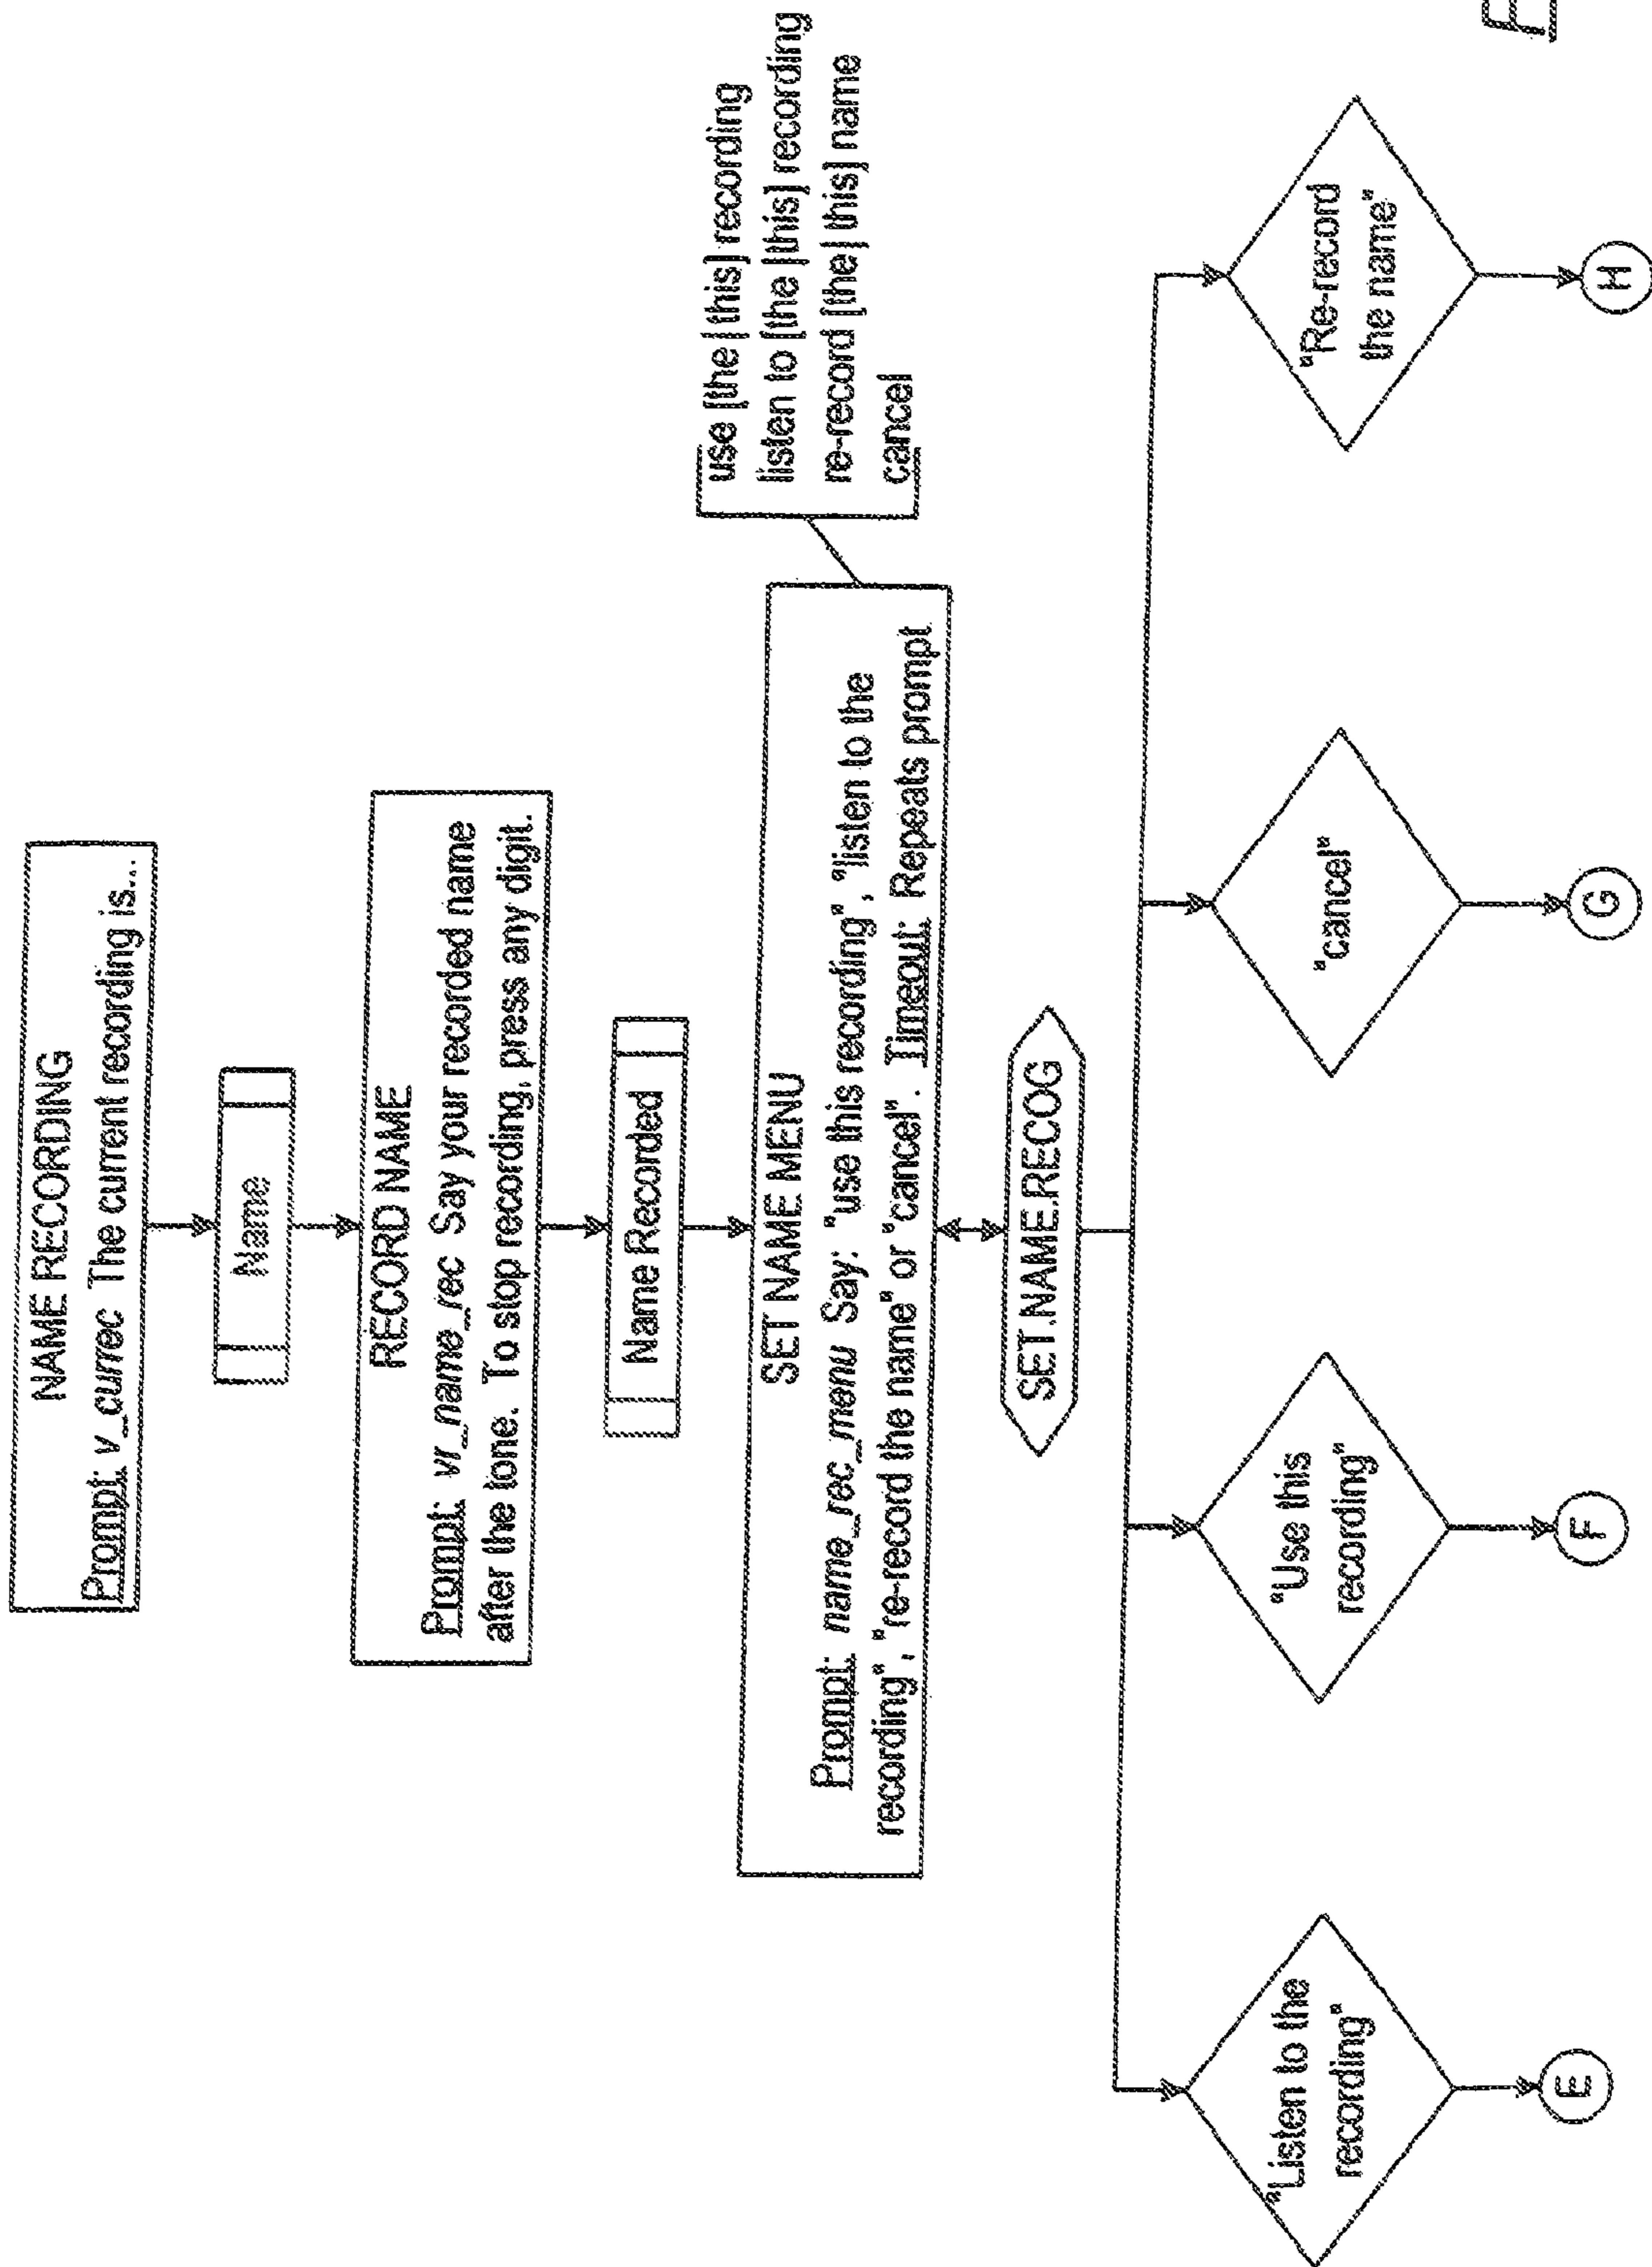 NAME RECORDING
Prompt: v_currec The current recording is...
Name
RECORD NAME
Prompt: vr_name_rec Say your recorded name
after the tone. To stop recording, press any digit.
Name Recorded
SET NAME MENU
Prompt: name_rec_menu Say: "use this recording", "listen to the
recording", "re-record the name" or "cancel". Timeout: Repeats prompt
use [the|this] recording
listen to [the|this] recording
re-record [the|this] name
cancel
SET.NAME.RECOG
"Listen to the
recording"
"Use this
recording"
"cancel"
"Re-record
the name"
E
F
G
H